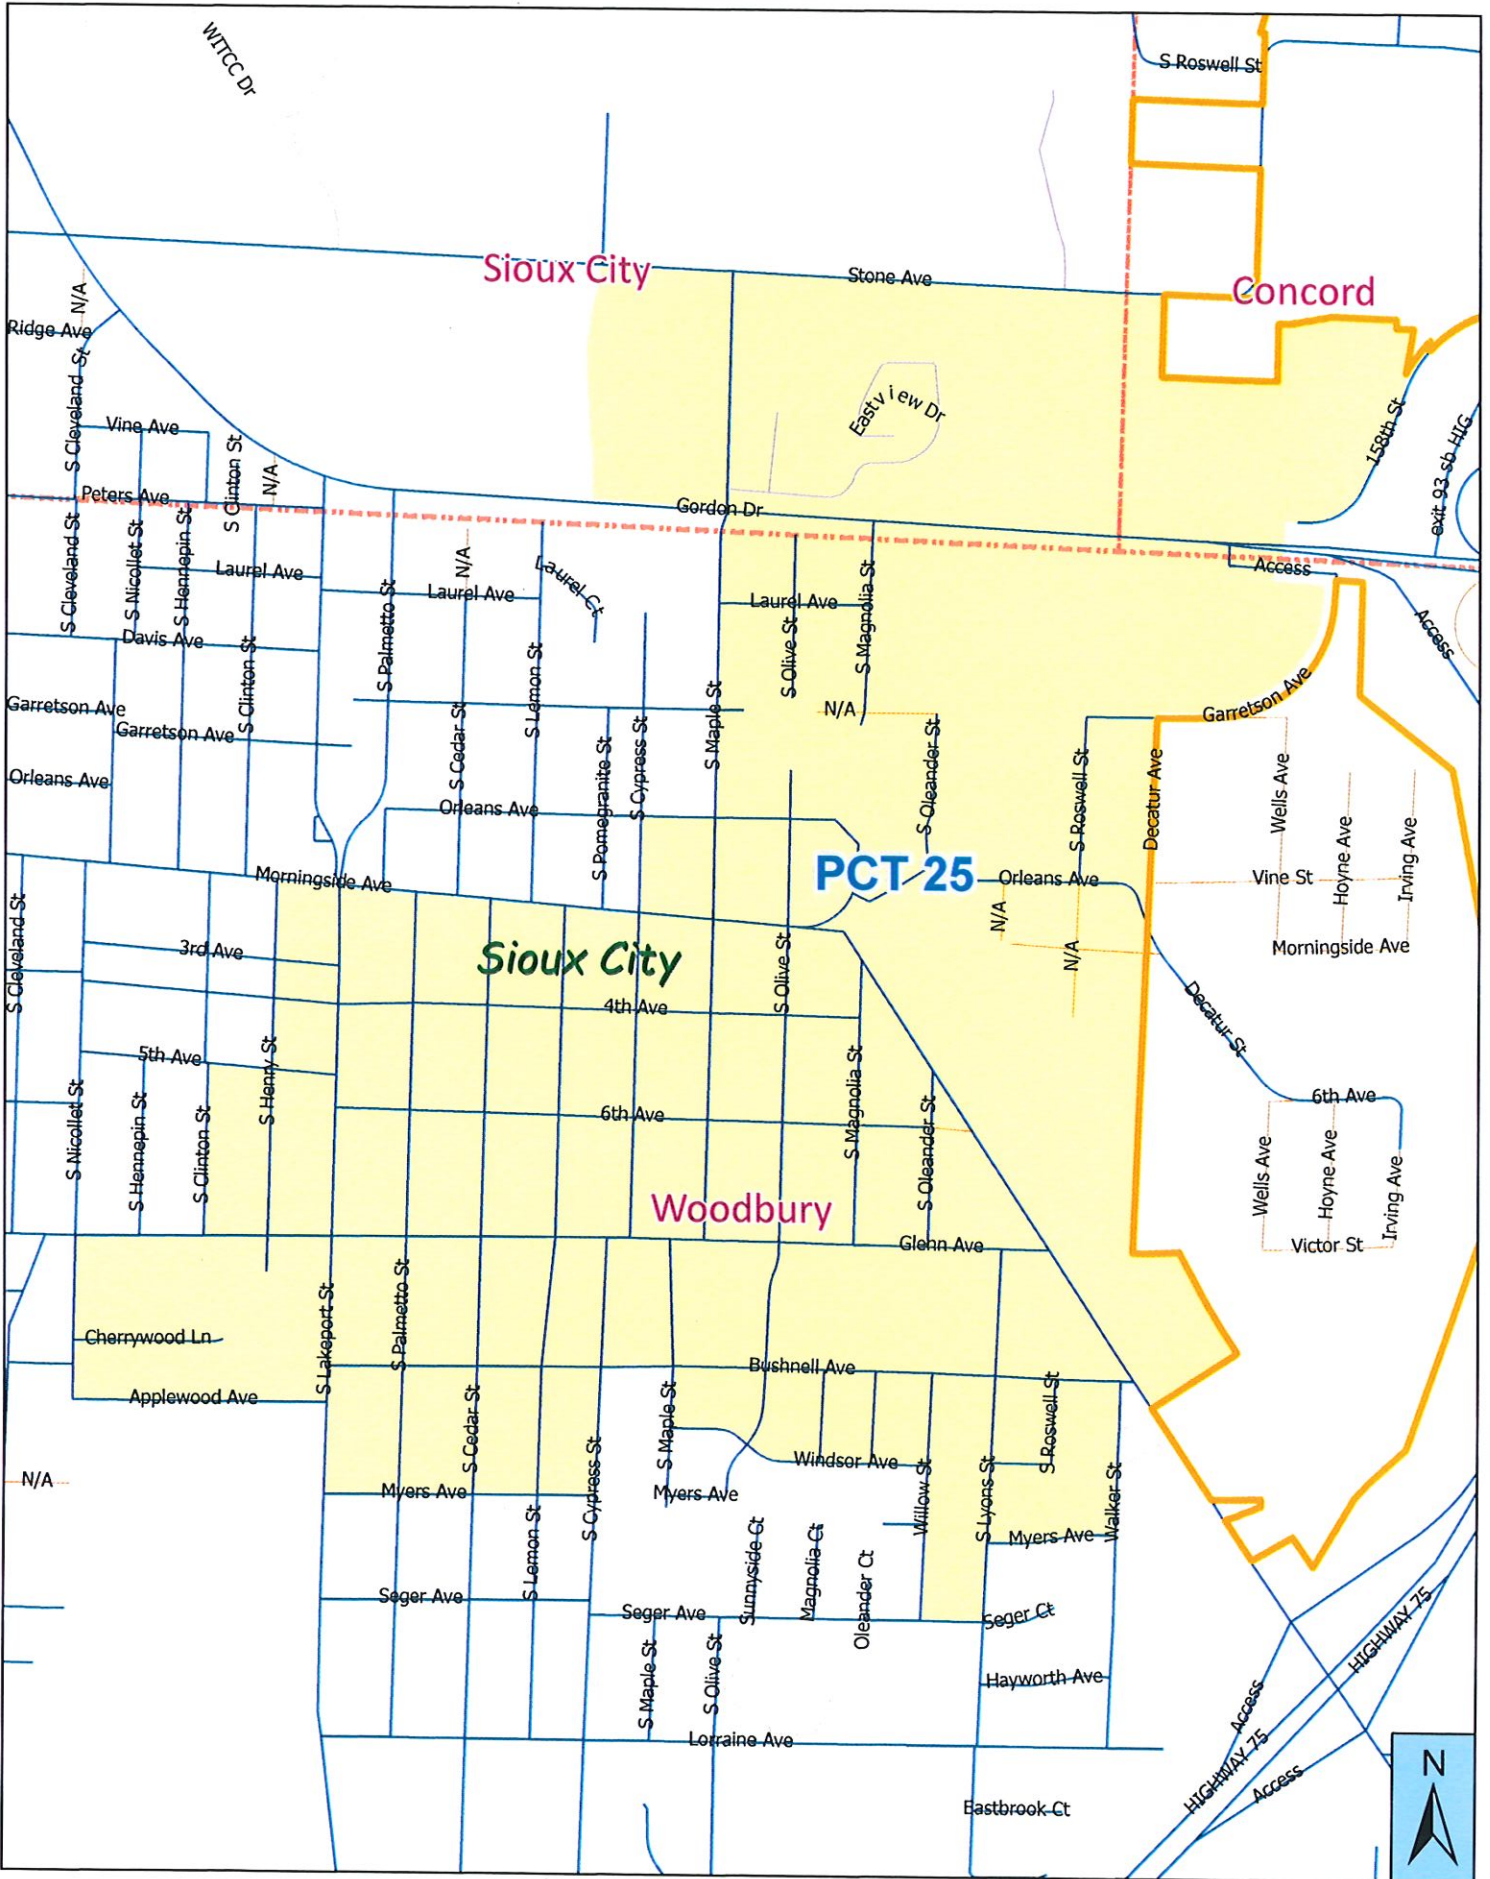 WITCC Dr
S Roswell St
Sioux City
Stone Ave
Concord
N/A
Ridge Ave
S Cleveland St
Eastview Dr
158th St
exit 93 sb HIG
Vine Ave
S Clinton St
N/A
Peters Ave
Gordon Dr
S Cleveland St
S Nicollet St
S Hennepin St
Laurel Ave
N/A
Laurel Ct
Laurel Ave
Laurel Ave
Access
Access
S Palmetto St
S Olive St
S Magnolia St
Davis Ave
S Clinton St
S Lemon St
Garretson Ave
Garretson Ave
S Cedar St
S Pomegranite St
S Cypress St
S Maple St
N/A
S Oleander St
Garretson Ave
Orleans Ave
Orleans Ave
S Roswell St
Decatur Ave
Wells Ave
Hoyne Ave
Irving Ave
Morningside Ave
PCT 25
Orleans Ave
Vine St
S Cleveland St
3rd Ave
Sioux City
S Olive St
N/A
N/A
Morningside Ave
4th Ave
Decatur St
5th Ave
S Henry St
S Nicollet St
S Hennepin St
S Clinton St
6th Ave
S Magnolia St
S Oleander St
6th Ave
Wells Ave
Hoyne Ave
Irving Ave
Woodbury
Glenn Ave
Victor St
Cherrywood Ln
S Lakeport St
S Palmetto St
Bushnell Ave
Applewood Ave
S Cedar St
S Maple St
S Roswell St
N/A
Myers Ave
S Cypress St
Myers Ave
Windsor Ave
Willow St
S Lyons St
Walker St
S Lemon St
Sunnyside Ct
Magnolia Ct
Oleander Ct
Myers Ave
Seger Ave
Seger Ave
Seger Ct
HIGHWAY 75
S Maple St
S Olive St
Hayworth Ave
Access
Lorraine Ave
HIGHWAY 75
Access
Eastbrook Ct
N